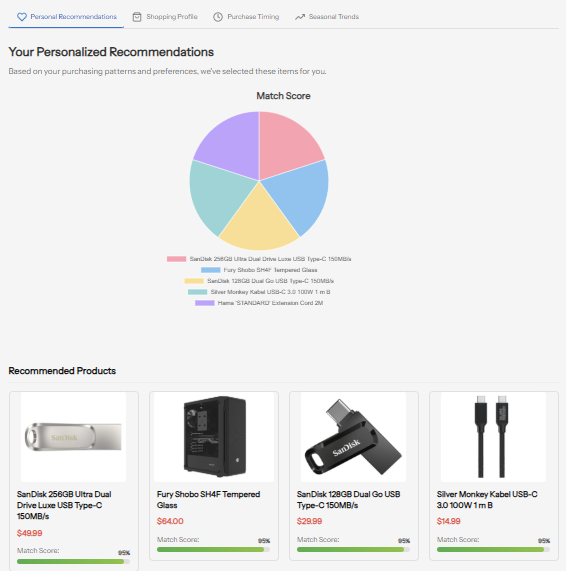 Personal Recommendations
Shopping Profile
Purchase Timing
Seasonal Trends
Your Personalized Recommendations
Based on your purchasing patterns and preferences, we've selected these items for you.
Match Score
SanDisk 256GB Ultra Dual Drive Luxe USB Type-C 150MB/s
Fury Shobo SH4F Tempered Glass
SanDisk 128GB Dual Go USB Type-C 150MB/s
Silver Monkey Kabel USB-C 3.0 100W 1 m B
Hama 'STANDARD' Extension Cord 2M
Recommended Products
SanDisk
SanDisk
SanDisk 256GB Ultra Dual
Drive Luxe USB Type-C
150MB/s
$49.99
Match Score:
95%
Fury Shobo SH4F Tempered
Glass
$64.00
Match Score:
95%
SanDisk 128GB Dual Go USB
Type-C 150MB/s
$29.99
Match Score:
95%
Silver Monkey Kabel USB-C
3.0 100W 1 m B
$14.99
Match Score:
95%